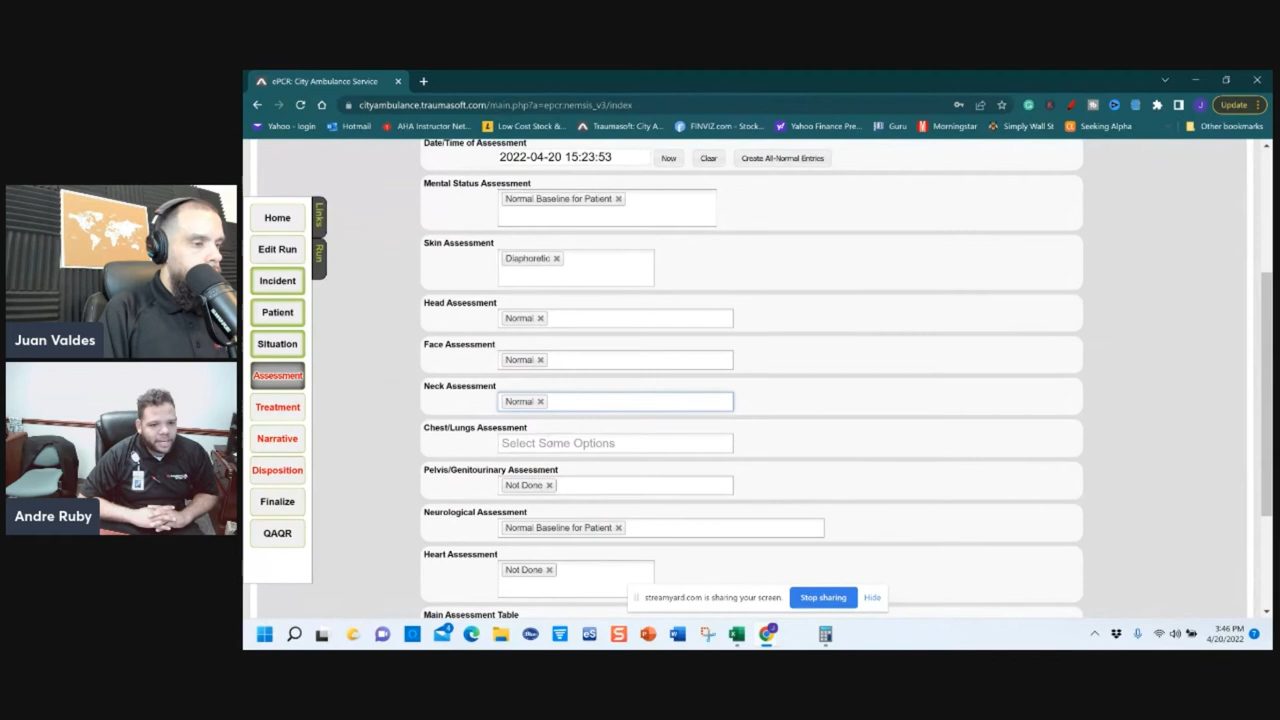 ePCR: City Ambulance Service
cityambulance.traumasoft.com/main.php?a=epcr:nemsis_v3/index
Update
Yahoo - login
Hotmail
AHA Instructor Net...
Low Cost Stock &...
Traumasoft: City A...
FINVIZ.com - Stock...
Yahoo Finance Pre...
Guru
Morningstar
Simply Wall St
Seeking Alpha
Other bookmarks
Date/Time of Assessment
2022-04-20 15:23:53
Now
Clear
Create All-Normal Entries
Mental Status Assessment
Normal Baseline for Patient
Skin Assessment
Diaphoretic
Head Assessment
Normal
Face Assessment
Normal
Neck Assessment
Normal
Chest/Lungs Assessment
Select Some Options
Pelvis/Genitourinary Assessment
Not Done
Neurological Assessment
Normal Baseline for Patient
Heart Assessment
Not Done
Main Assessment Table
Links
Run
Home
Edit Run
Incident
Patient
Situation
Assessment
Treatment
Narrative
Disposition
Finalize
QAQR
Juan Valdes
Andre Ruby
streamyard.com is sharing your screen.
Stop sharing
Hide
3:46 PM
4/20/2022